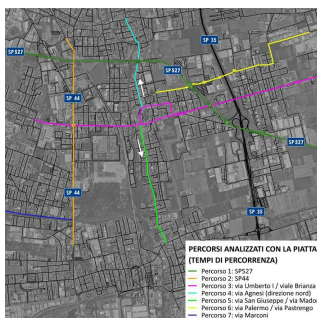 SP 35
SP527
SP527
SP 44
SP527
SP 44
SP 35
PERCORSI ANALIZZATI CON LA PIATTA
(TEMPI DI PERCORRENZA)
Percorso 1: SP527
Percorso 2: SP44
Percorso 3: via Umberto I / viale Brianza
Percorso 4: via Agnesi (direzione nord)
Percorso 5: via San Giuseppe / via Mador
Percorso 6: via Palermo / via Pastrengo
Percorso 7: via Marconi